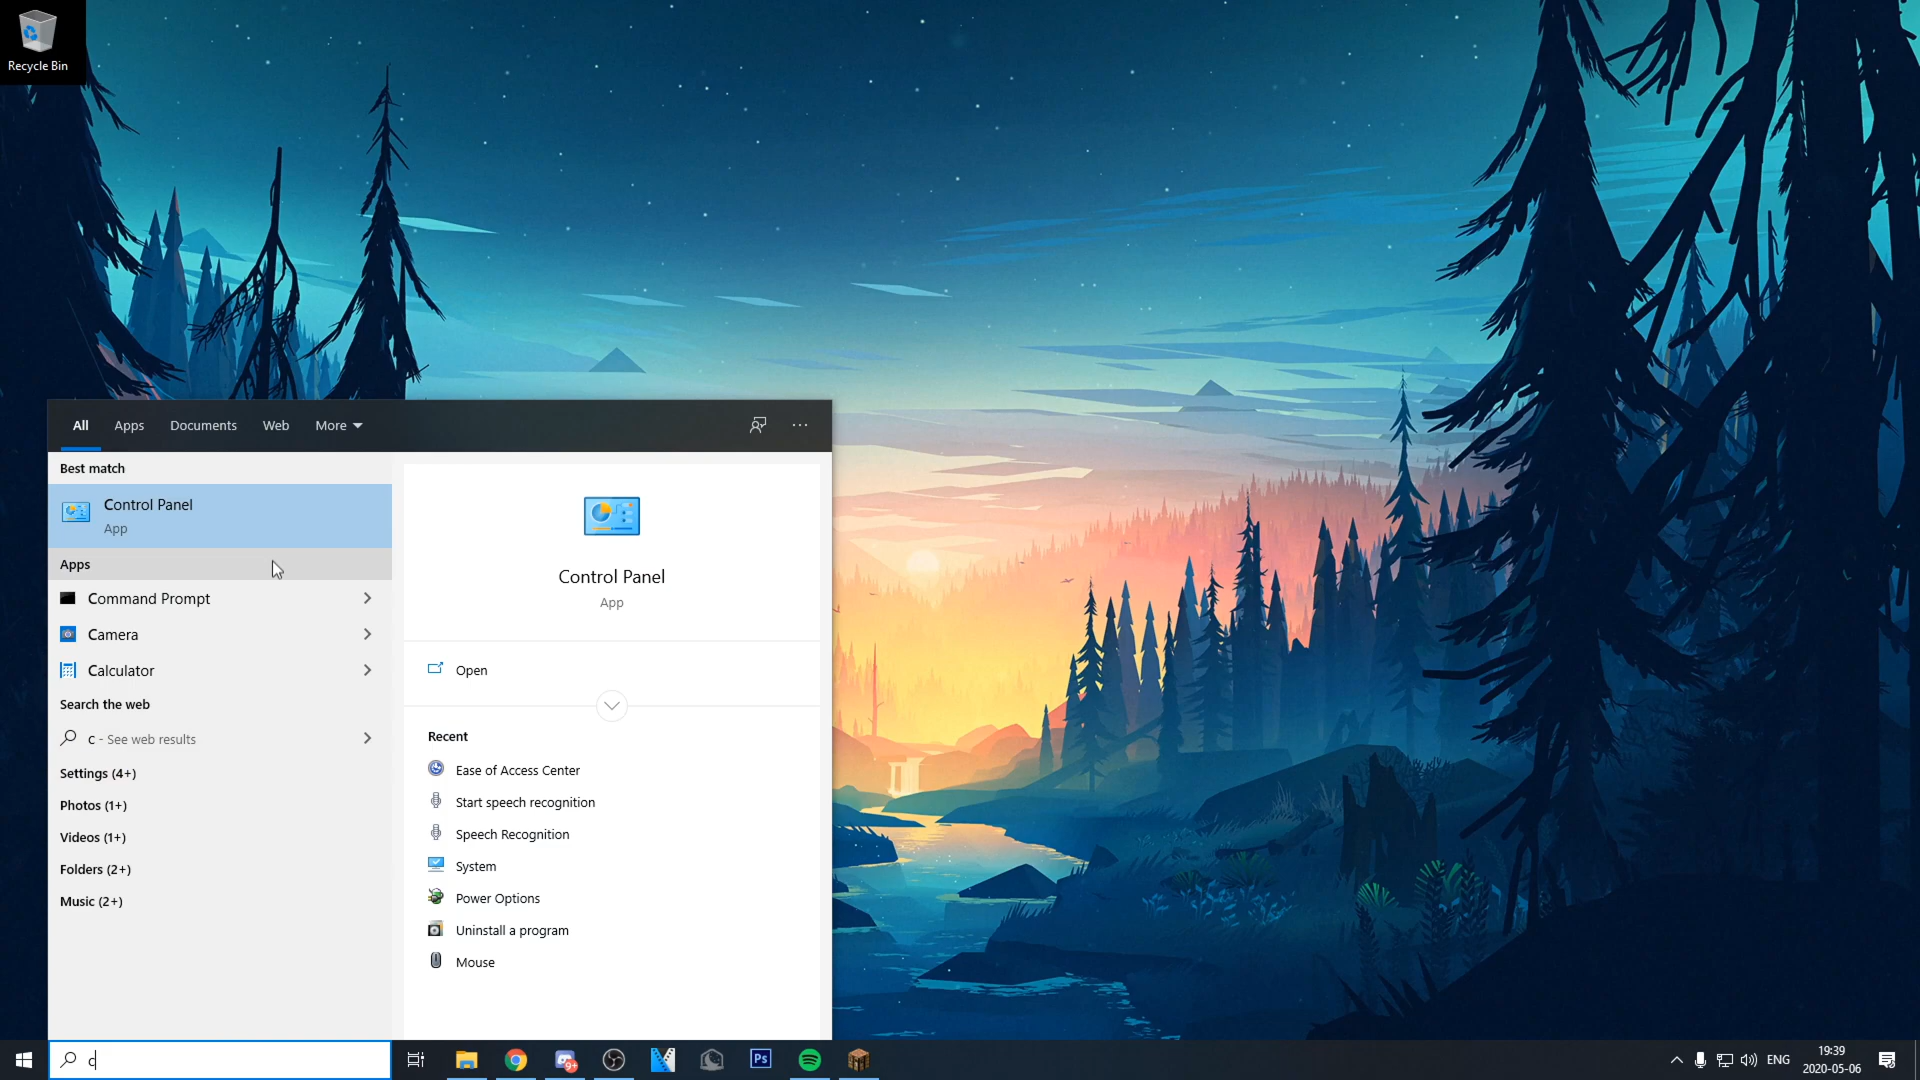 Recycle Bin
All Apps Documents Web More
Best match
Control Panel
App
Apps
Command Prompt
Camera
Calculator
Search the web
c - See web results
Settings (4+)
Photos (1+)
Videos (1+)
Folders (2+)
Music (2+)
Control Panel
App
Open
Recent
Ease of Access Center
Start speech recognition
Speech Recognition
System
Power Options
Uninstall a program
Mouse
c
9+
Ps
ENG
19:39
2020-05-06